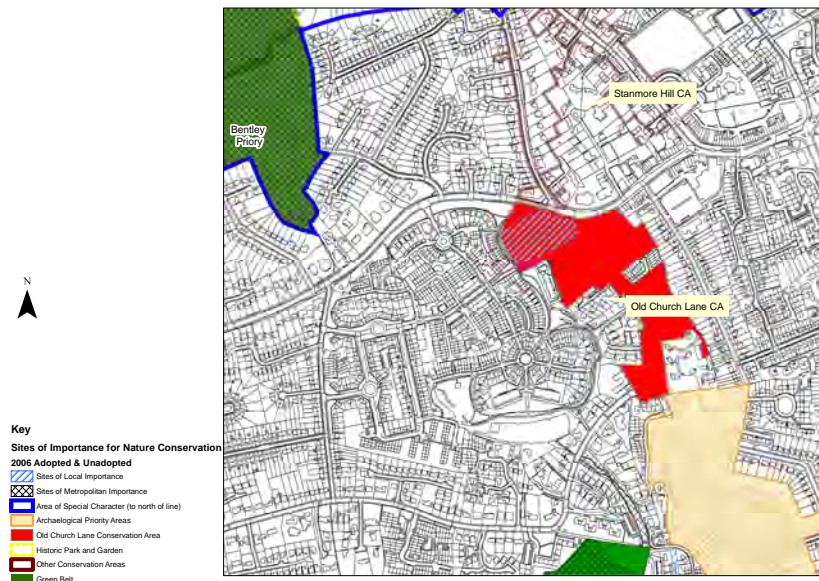 Stanmore Hill CA
Bentley
Priory
N
Old Church Lane CA
Key
Sites of Importance for Nature Conservation
2006 Adopted & Unadopted
Sites of Local Importance
Sites of Metropolitan Importance
Area of Special Character (to north of line)
Archaelogical Priority Areas
Old Church Lane Conservation Area
Historic Park and Garden
Other Conservation Areas
Green Belt